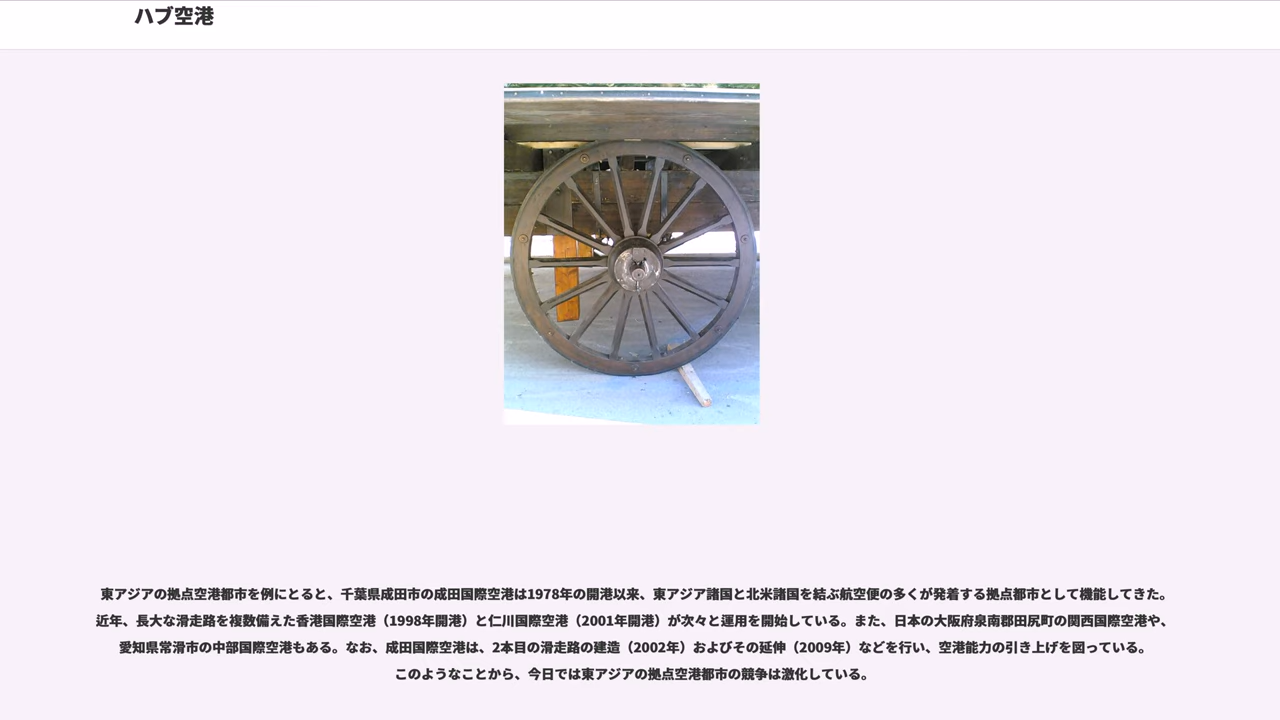 ハブ空港
東アジアの拠点空港都市を例にとると、千葉県成田市の成田国際空港は1978年の開港以来、東アジア諸国と北米諸国を結ぶ航空便の多くが発着する拠点都市として機能してきた。
近年、長大な滑走路を複数備えた香港国際空港（1998年開港）と仁川国際空港（2001年開港）が次々と運用を開始している。また、日本の大阪府泉南郡田尻町の関西国際空港や、
愛知県常滑市の中部国際空港もある。なお、成田国際空港は、2本目の滑走路の建造（2002年）およびその延伸（2009年）などを行い、空港能力の引き上げを図っている。
このようなことから、今日では東アジアの拠点空港都市の競争は激化している。